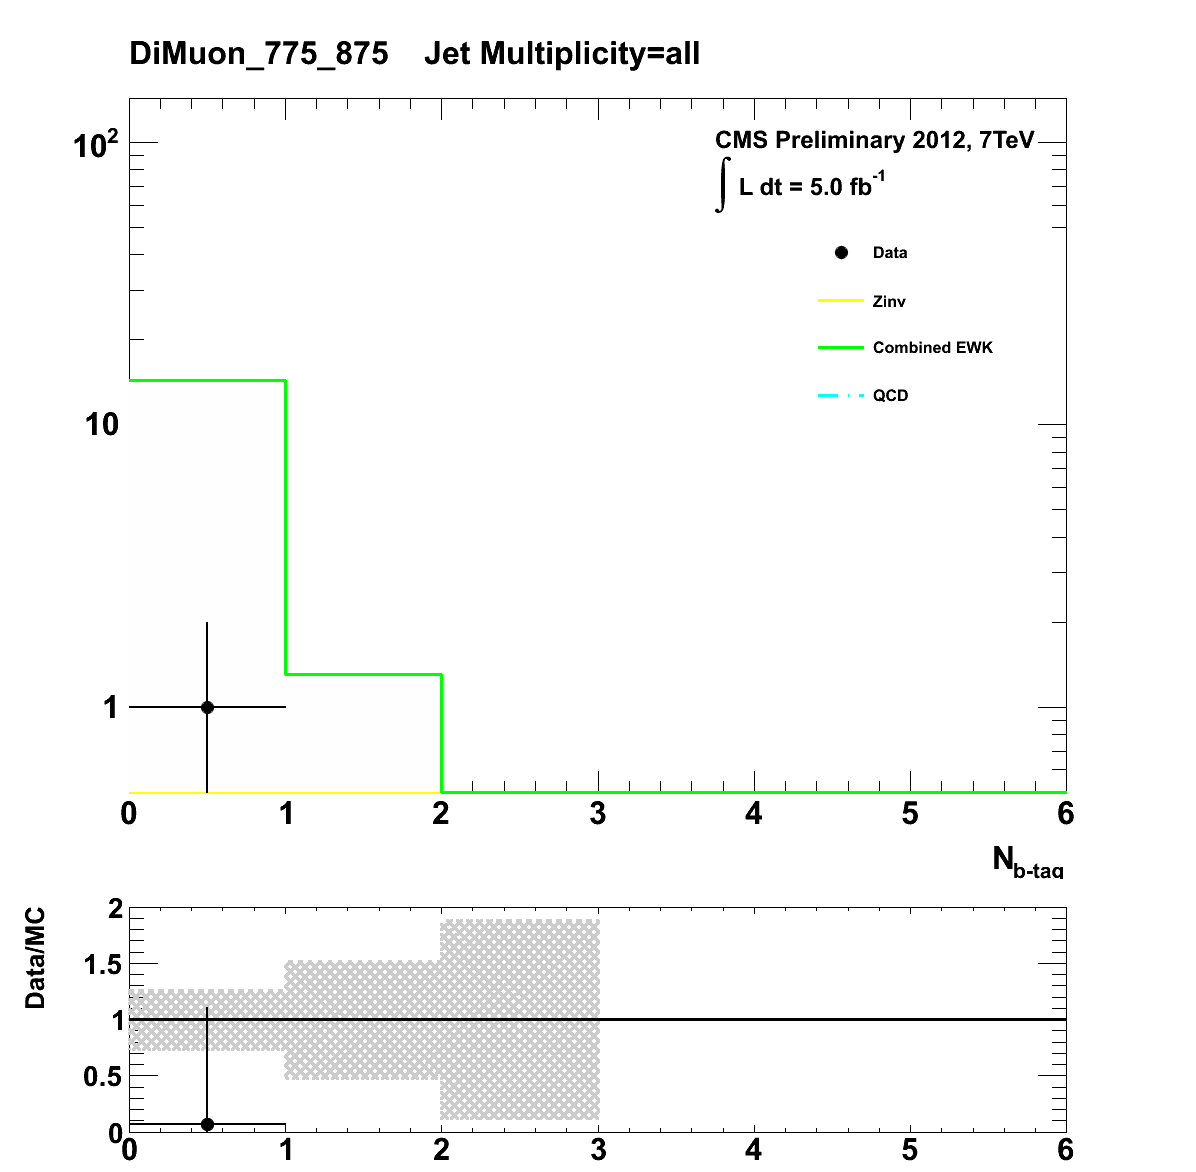 DiMuon_775_875 Jet Multiplicity=all
10²
CMS Preliminary 2012, 7TeV
∫ L dt = 5.0 fb⁻¹
Data
Zinv
Combined EWK
QCD
10
1
0 1 2 3 4 5 6
N_b-tag
Data/MC
2
1.5
1
0.5
0
0 1 2 3 4 5 6